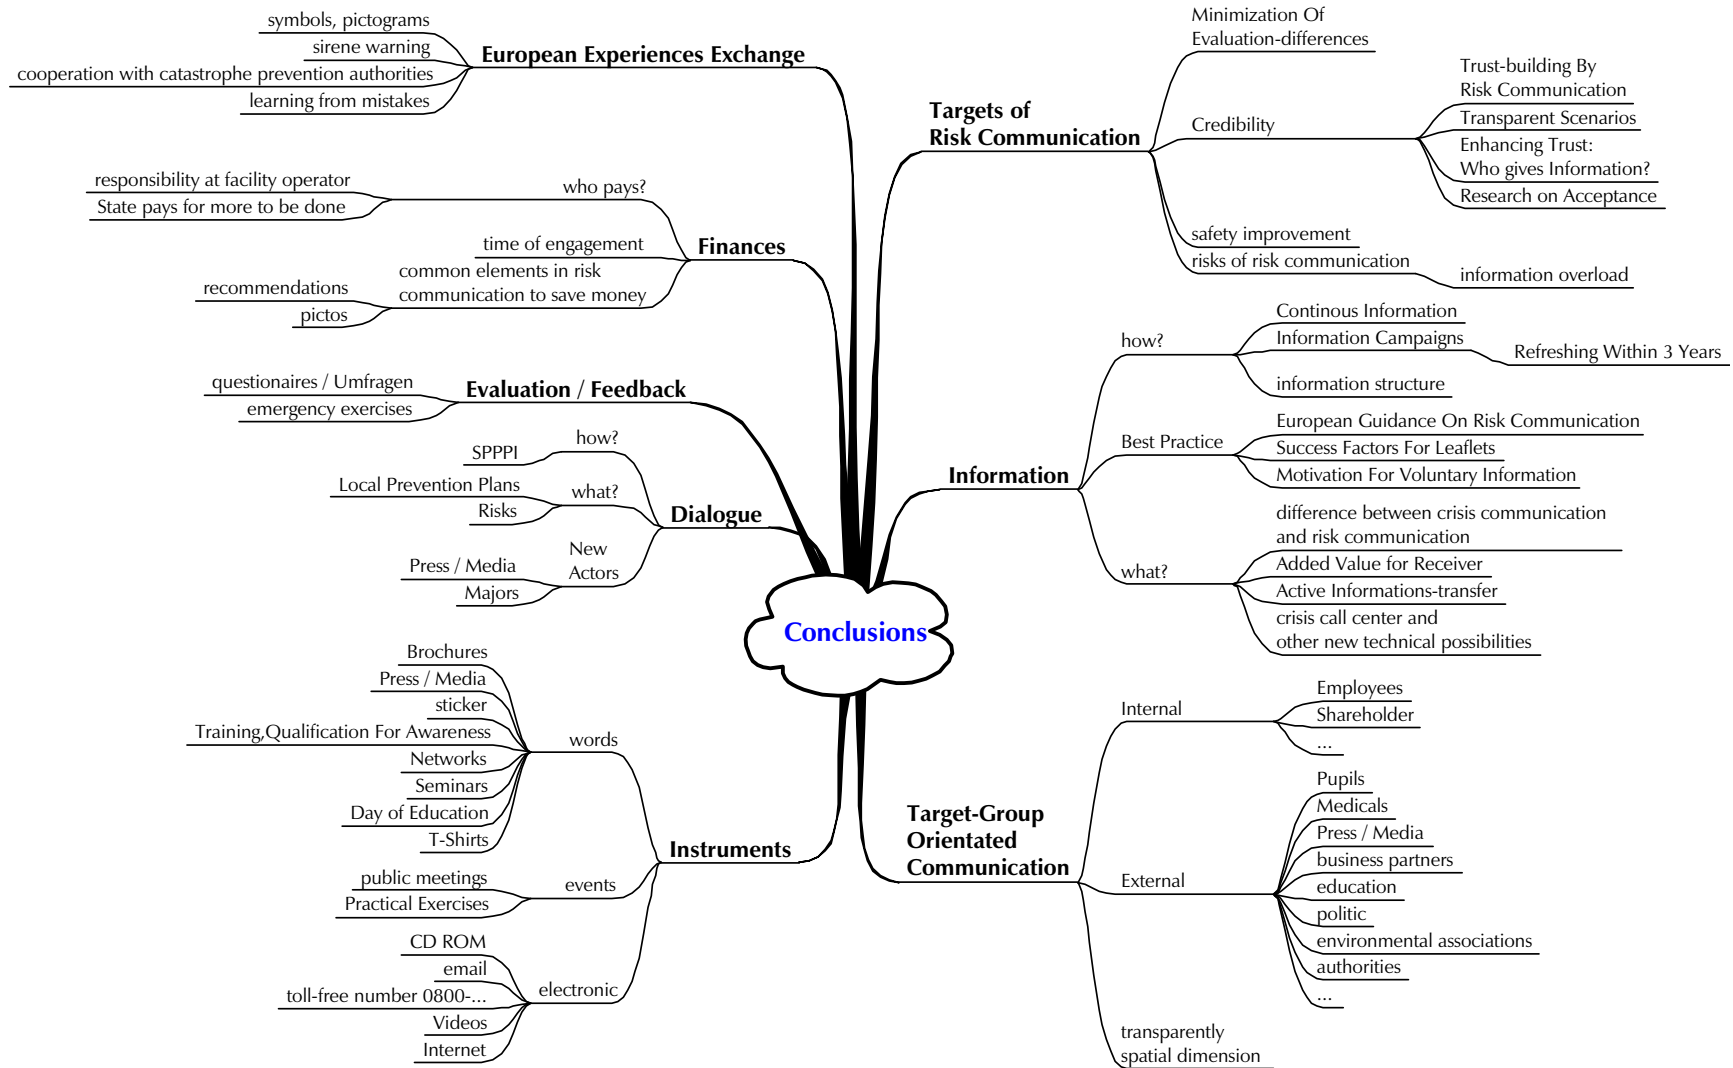 symbols, pictograms
sirene warning
cooperation with catastrophe prevention authorities
learning from mistakes
European Experiences Exchange
responsibility at facility operator
State pays for more to be done
who pays?
time of engagement
common elements in risk
communication to save money
recommendations
pictos
Finances
questionaires / Umfragen
emergency exercises
Evaluation / Feedback
SPPPI
how?
Local Prevention Plans
Risks
what?
Press / Media
Majors
New
Actors
Dialogue
Brochures
Press / Media
sticker
Training,Qualification For Awareness
Networks
Seminars
Day of Education
T-Shirts
words
public meetings
Practical Exercises
events
CD ROM
email
toll-free number 0800-...
Videos
Internet
electronic
Instruments
Conclusions
Targets of
Risk Communication
Minimization Of
Evaluation-differences
Credibility
Trust-building By
Risk Communication
Transparent Scenarios
Enhancing Trust:
Who gives Information?
Research on Acceptance
safety improvement
risks of risk communication
information overload
Information
how?
Continous Information
Information Campaigns
Refreshing Within 3 Years
information structure
Best Practice
European Guidance On Risk Communication
Success Factors For Leaflets
Motivation For Voluntary Information
what?
difference between crisis communication
and risk communication
Added Value for Receiver
Active Informations-transfer
crisis call center and
other new technical possibilities
Target-Group
Orientated
Communication
Internal
Employees
Shareholder
...
External
Pupils
Medicals
Press / Media
business partners
education
politic
environmental associations
authorities
...
transparently
spatial dimension